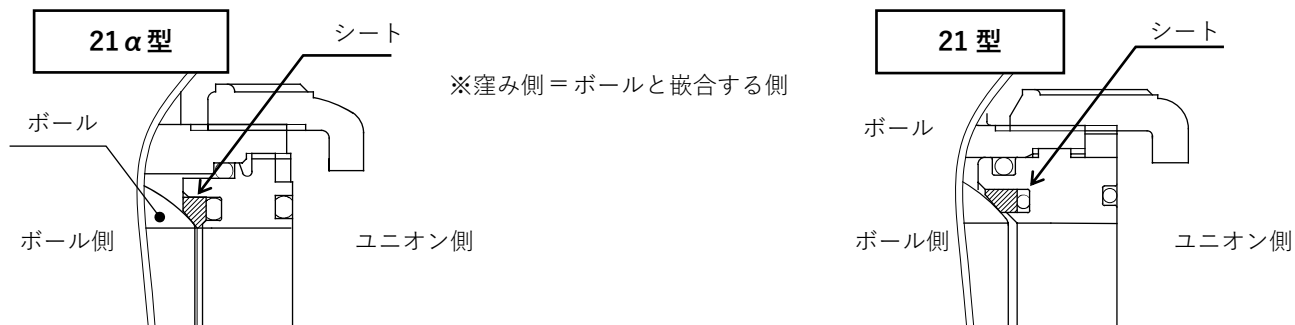 21α型
シート
※窪み側＝ボールと嵌合する側
ボール
ボール側
ユニオン側
21型
シート
ボール
ボール側
ユニオン側